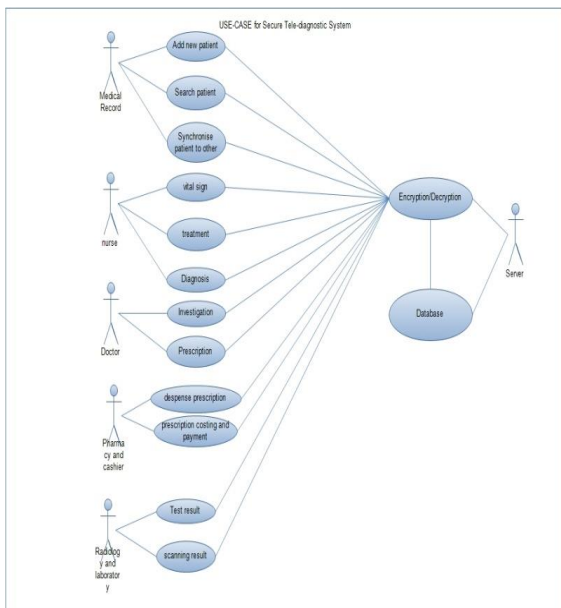 USE-CASE for Secure Tele-diagnostic System
Add new patient
Medical
Record
Search patient
Synchronise
patient to other
vital sign
nurse
treatment
Diagnosis
Encryption/Decryption
Server
Database
Investigation
Doctor
Prescription
despense prescription
prescription costing and
payment
Pharma
cy and
cashier
Test result
Radiolog
y and
laborator
y
scanning result